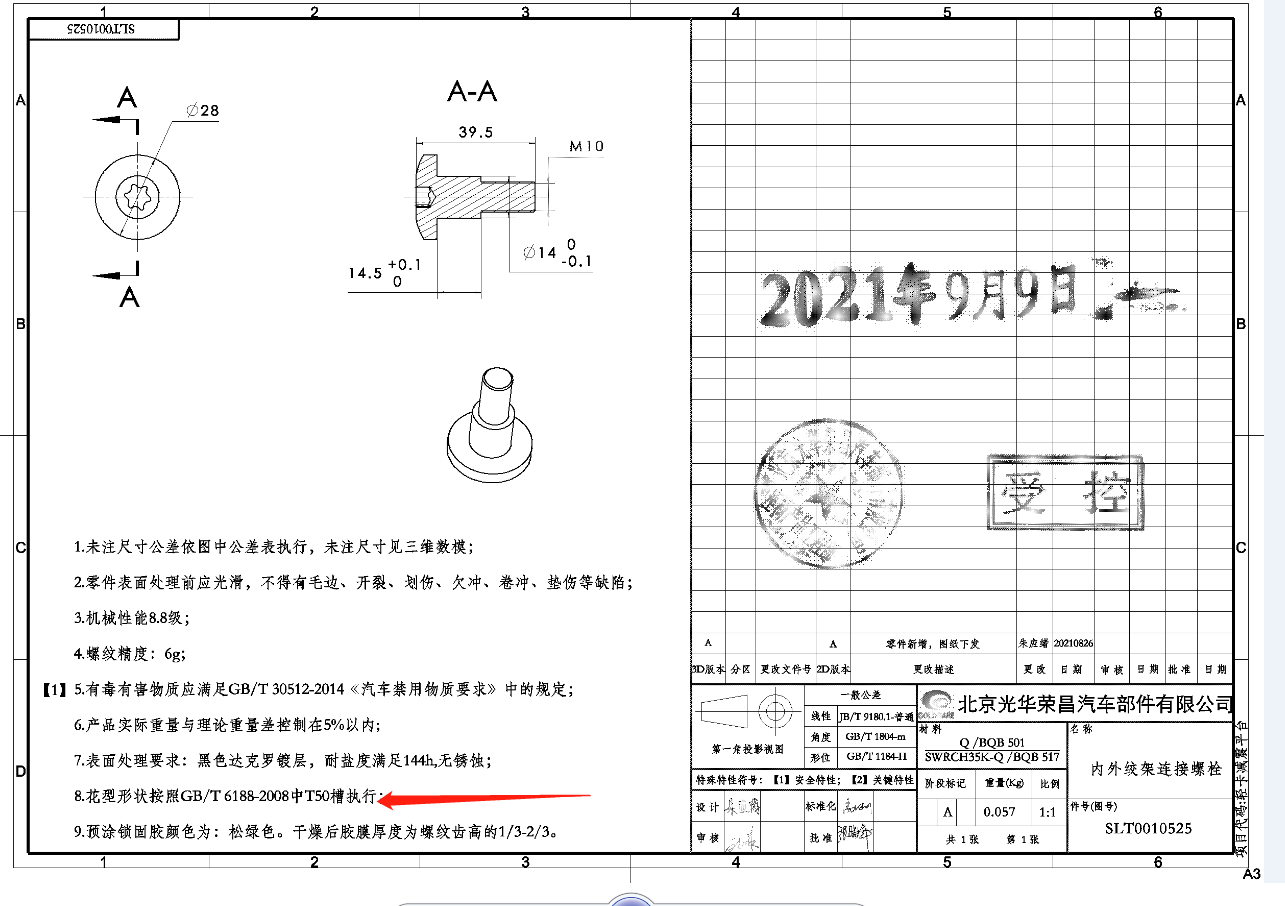 1 2 3 4 5 6
SLT0010525
A
A
A-A
∅28
39.5
M10
∅14 0 -0.1
14.5 +0.1 0
A
B
C
D
A
B
C
2021年9月9日
受控
1.未注尺寸公差依图中公差表执行，未注尺寸见三维数模；
2.零件表面处理前应光滑，不得有毛边、开裂、划伤、欠冲、卷冲、垫伤等缺陷；
3.机械性能8.8级；
4.螺纹精度：6g；
【1】5.有毒有害物质应满足GB/T 30512-2014《汽车禁用物质要求》中的规定；
6.产品实际重量与理论重量差控制在5%以内；
7.表面处理要求：黑色达克罗镀层，耐盐度满足144h,无锈蚀；
8.花型形状按照GB/T 6188-2008中T50槽执行；
9.预涂锁固胶颜色为：松绿色。干燥后胶膜厚度为螺纹齿高的1/3-2/3。
A A 零件新增，图纸下发 20210826
3D版本 分区 更改文件号 2D版本 更改描述 更改 日期 审核 日期 批准 日期
第一角投影视图
一般公差
线性 JB/T 9180.1-普通
角度 GB/T 1804-m
形位 GB/T 1184-H
特殊特性符号：【1】安全特性；【2】关键特性
设计 标准化
审核 批准
北京光华荣昌汽车部件有限公司
材料
Q /BQB 501
SWRCH35K-Q /BQB 517
阶段标记 重量(Kg) 比例
A 0.057 1:1
共 1 张 第 1 张
名称
内外绞架连接螺栓
件号(图号)
SLT0010525
项目代码:轻卡减震平台
1 2 3 4 5 6
A3